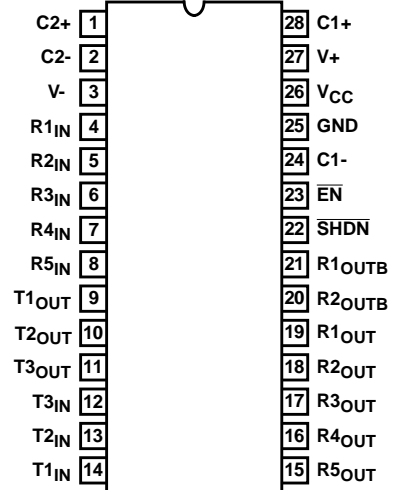 C2+ 1 28 C1+
C2- 2 27 V+
V- 3 26 VCC
R1IN 4 25 GND
R2IN 5 24 C1-
R3IN 6 23 EN
R4IN 7 22 SHDN
R5IN 8 21 R1OUTB
T1OUT 9 20 R2OUTB
T2OUT 10 19 R1OUT
T3OUT 11 18 R2OUT
T3IN 12 17 R3OUT
T2IN 13 16 R4OUT
T1IN 14 15 R5OUT